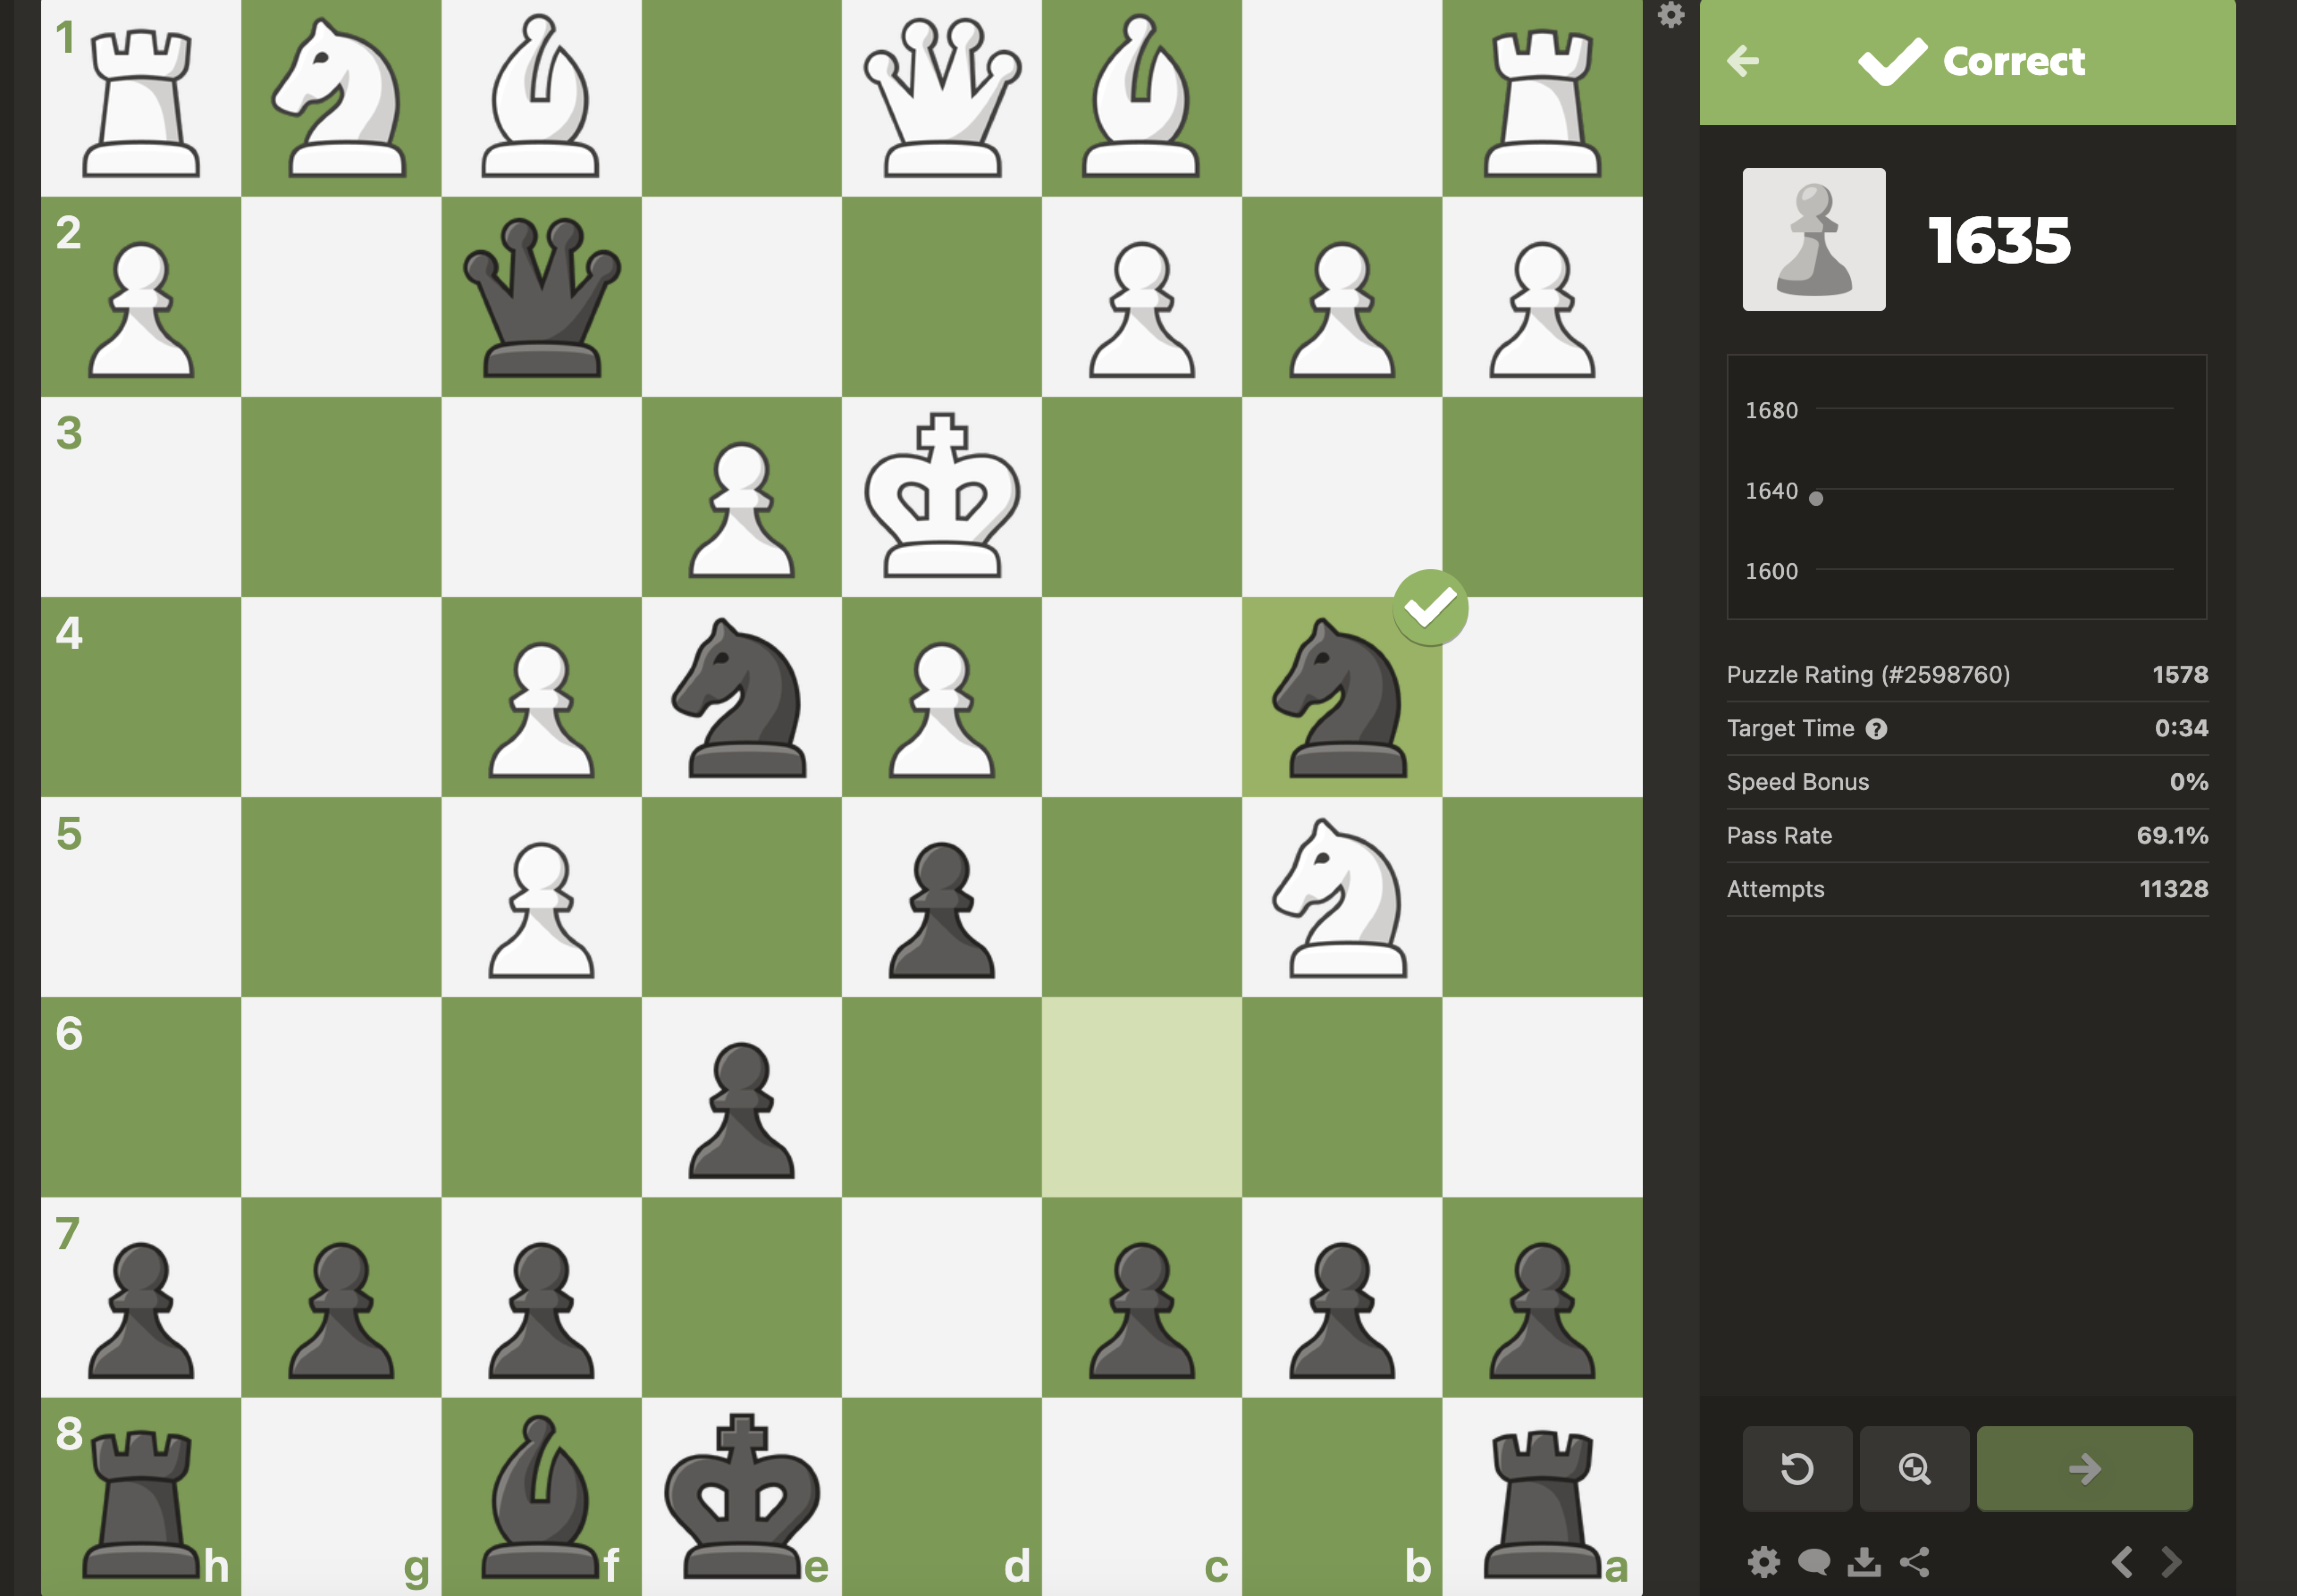 1
2
3
4
5
6
7
8
h
g
f
e
d
c
b
a
Correct
1635
1680
1640
1600
Puzzle Rating (#2598760) 1578
Target Time ? 0:34
Speed Bonus 0%
Pass Rate 69.1%
Attempts 11328